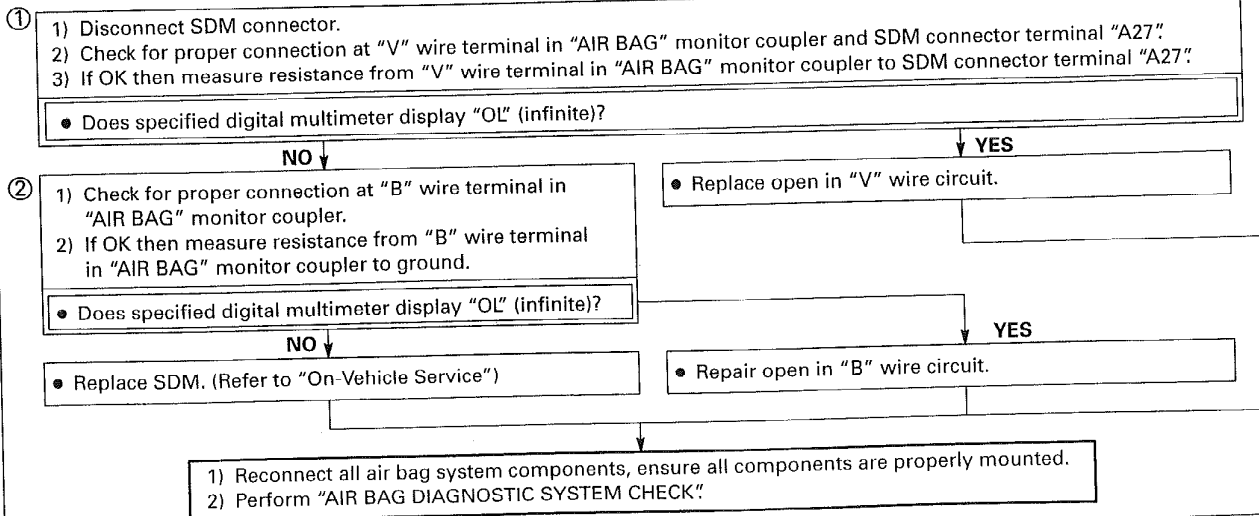 ①
1) Disconnect SDM connector.
2) Check for proper connection at "V" wire terminal in "AIR BAG" monitor coupler and SDM connector terminal "A27".
3) If OK then measure resistance from "V" wire terminal in "AIR BAG" monitor coupler to SDM connector terminal "A27".
● Does specified digital multimeter display "OL" (infinite)?
NO
YES
②
1) Check for proper connection at "B" wire terminal in
"AIR BAG" monitor coupler.
2) If OK then measure resistance from "B" wire terminal
in "AIR BAG" monitor coupler to ground.
● Does specified digital multimeter display "OL" (infinite)?
● Replace open in "V" wire circuit.
NO
YES
● Replace SDM. (Refer to "On-Vehicle Service")
● Repair open in "B" wire circuit.
1) Reconnect all air bag system components, ensure all components are properly mounted.
2) Perform "AIR BAG DIAGNOSTIC SYSTEM CHECK".